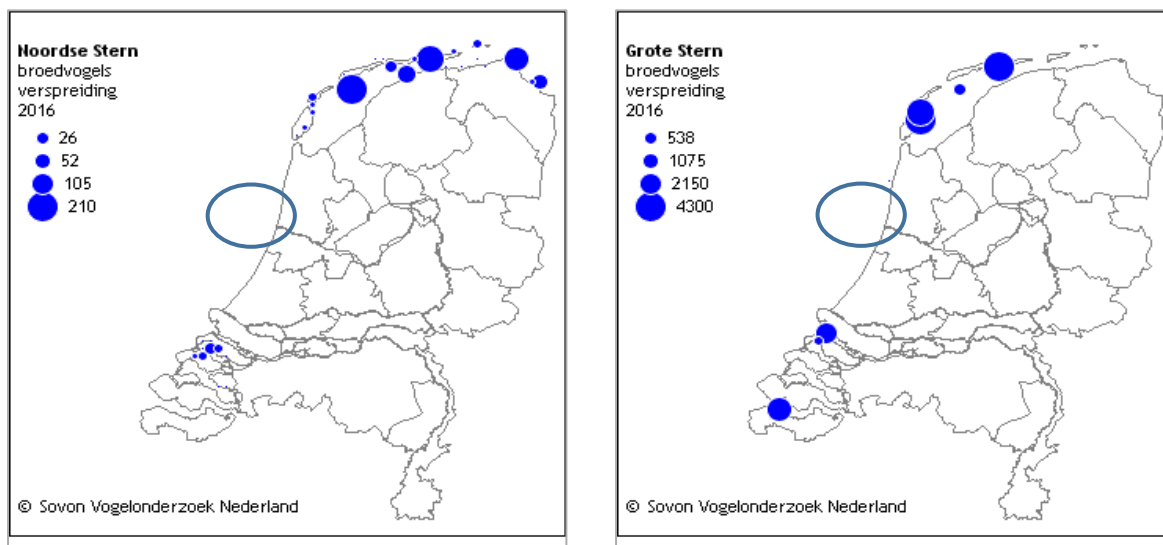 Noordse Stern
broedvogels
verspreiding
2016
26
52
105
210
© Sovon Vogelonderzoek Nederland
Grote Stern
broedvogels
verspreiding
2016
538
1075
2150
4300
© Sovon Vogelonderzoek Nederland